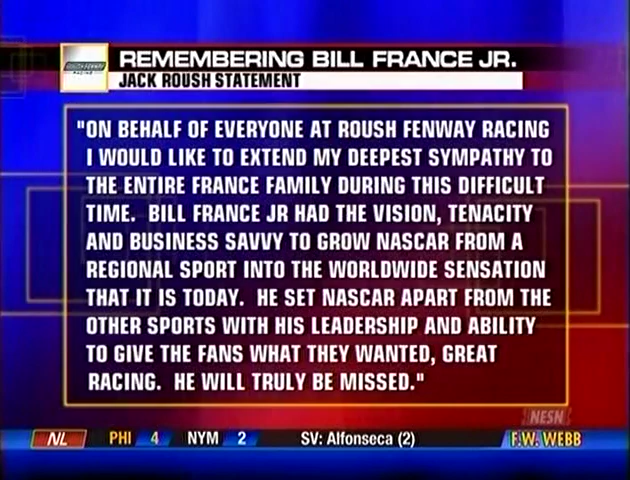 ROUSH FENWAY
RACING
REMEMBERING BILL FRANCE JR.
JACK ROUSH STATEMENT
"ON BEHALF OF EVERYONE AT ROUSH FENWAY RACING
I WOULD LIKE TO EXTEND MY DEEPEST SYMPATHY TO
THE ENTIRE FRANCE FAMILY DURING THIS DIFFICULT
TIME. BILL FRANCE JR HAD THE VISION, TENACITY
AND BUSINESS SAVVY TO GROW NASCAR FROM A
REGIONAL SPORT INTO THE WORLDWIDE SENSATION
THAT IT IS TODAY. HE SET NASCAR APART FROM THE
OTHER SPORTS WITH HIS LEADERSHIP AND ABILITY
TO GIVE THE FANS WHAT THEY WANTED, GREAT
RACING. HE WILL TRULY BE MISSED."
NESN
NL PHI 4 NYM 2 SV: Alfonseca (2) F.W. WEBB